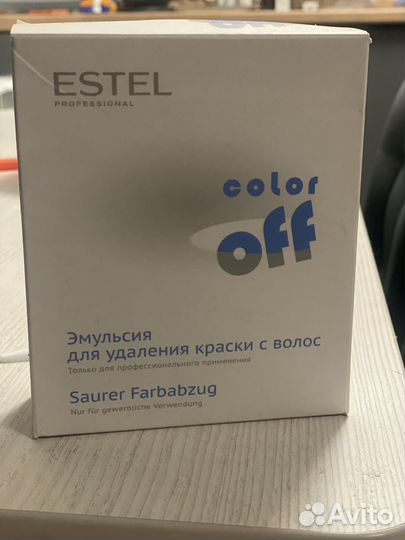 ESTEL
PROFESSIONAL
color
off
Эмульсия
для удаления краски с волос
Только для профессионального применения
Saurer Farbabzug
Nur für gewerbliche Verwendung
Avito